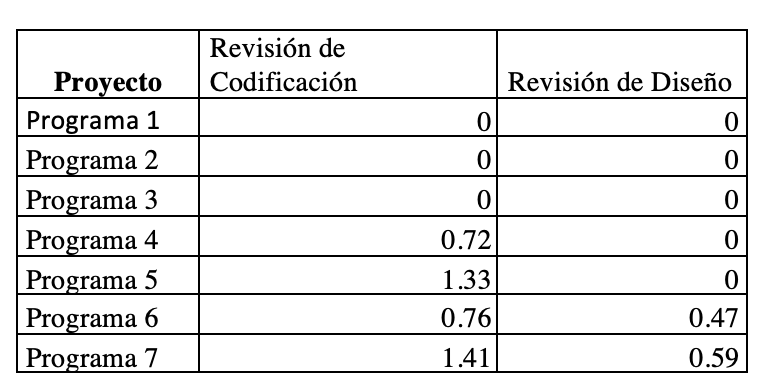 Proyecto Revisión de Codificación Revisión de Diseño
Programa 1 0 0
Programa 2 0 0
Programa 3 0 0
Programa 4 0.72 0
Programa 5 1.33 0
Programa 6 0.76 0.47
Programa 7 1.41 0.59